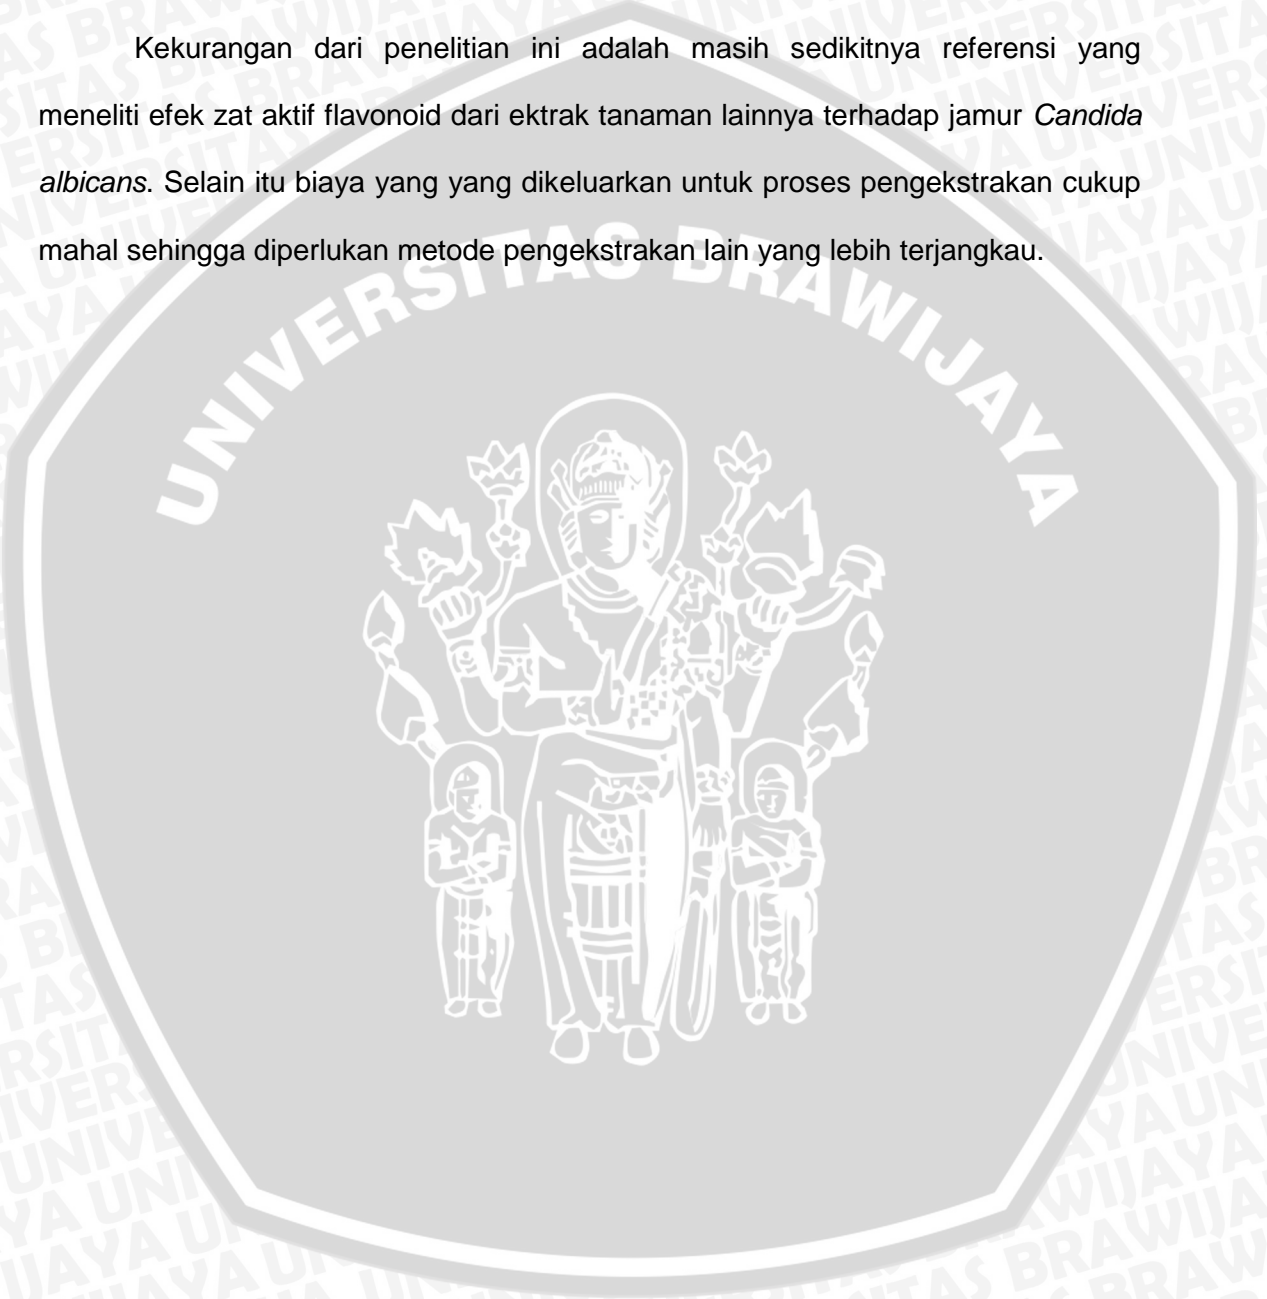 Kekurangan dari penelitian ini adalah masih sedikitnya referensi yang
meneliti efek zat aktif flavonoid dari ektrak tanaman lainnya terhadap jamur Candida
albicans. Selain itu biaya yang yang dikeluarkan untuk proses pengekstrakan cukup
mahal sehingga diperlukan metode pengekstrakan lain yang lebih terjangkau.
UNIVERSITAS BRAWIJAYA